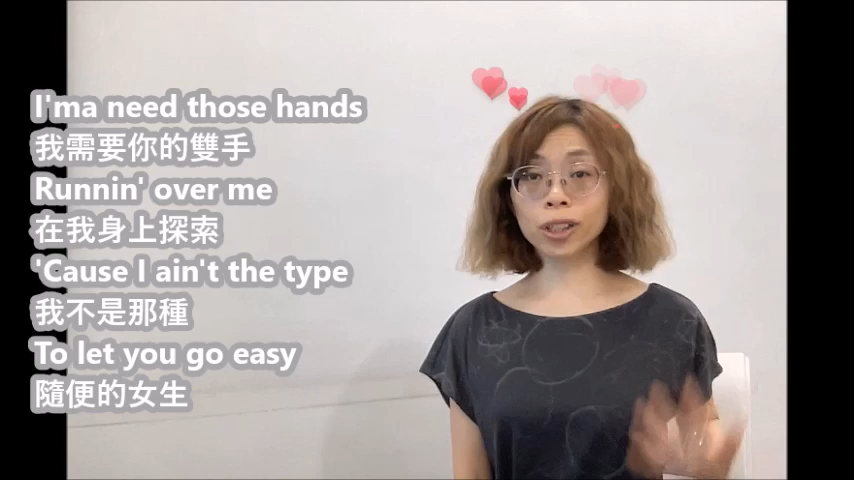 I'ma need those hands
我需要你的雙手
Runnin' over me
在我身上探索
'Cause I ain't the type
我不是那種
To let you go easy
隨便的女生